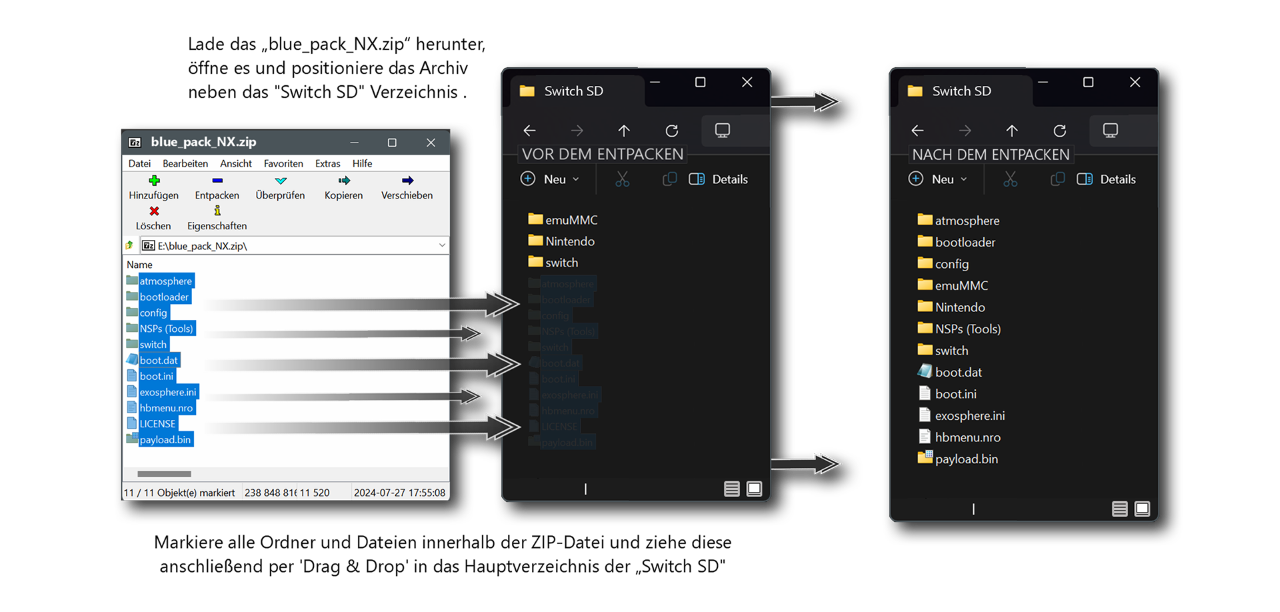 Lade das „blue_pack_NX.zip“ herunter,
öffne es und positioniere das Archiv
neben das "Switch SD" Verzeichnis .
blue_pack_NX.zip
Datei Bearbeiten Ansicht Favoriten Extras Hilfe
Hinzufügen Entpacken Überprüfen Kopieren Verschieben
Löschen Eigenschaften
E:\blue_pack_NX.zip\
Name
atmosphere
bootloader
config
NSPs (Tools)
switch
boot.dat
boot.ini
exosphere.ini
hbmenu.nro
LICENSE
payload.bin
11 / 11 Objekt(e) markiert 238 848 816 11 520 2024-07-27 17:55:08
Switch SD
VOR DEM ENTPACKEN
Neu Details
emuMMC
Nintendo
switch
atmosphere
bootloader
config
NSPs (Tools)
switch
boot.dat
boot.ini
exosphere.ini
hbmenu.nro
LICENSE
payload.bin
Switch SD
NACH DEM ENTPACKEN
Neu Details
atmosphere
bootloader
config
emuMMC
Nintendo
NSPs (Tools)
switch
boot.dat
boot.ini
exosphere.ini
hbmenu.nro
payload.bin
Markiere alle Ordner und Dateien innerhalb der ZIP-Datei und ziehe diese
anschließend per 'Drag & Drop' in das Hauptverzeichnis der „Switch SD"